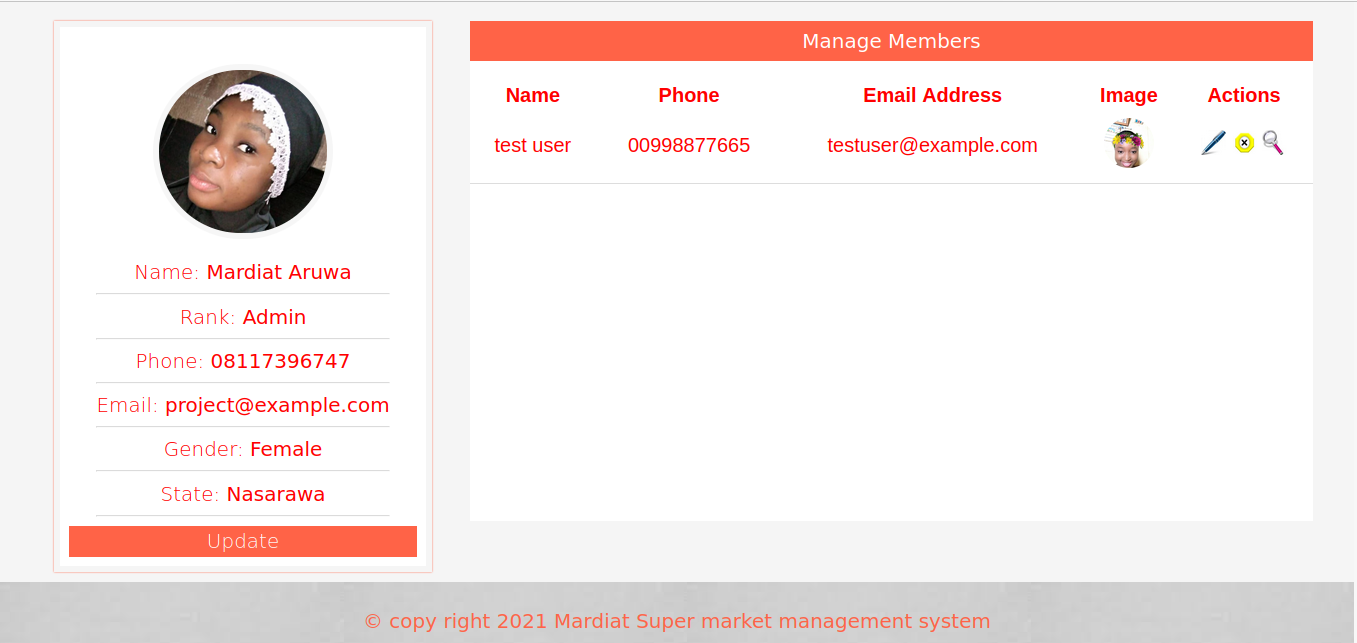 Name: Mardiat Aruwa
Rank: Admin
Phone: 08117396747
Email: project@example.com
Gender: Female
State: Nasarawa
Update
Manage Members
Name Phone Email Address Image Actions
test user 00998877665 testuser@example.com
© copy right 2021 Mardiat Super market management system